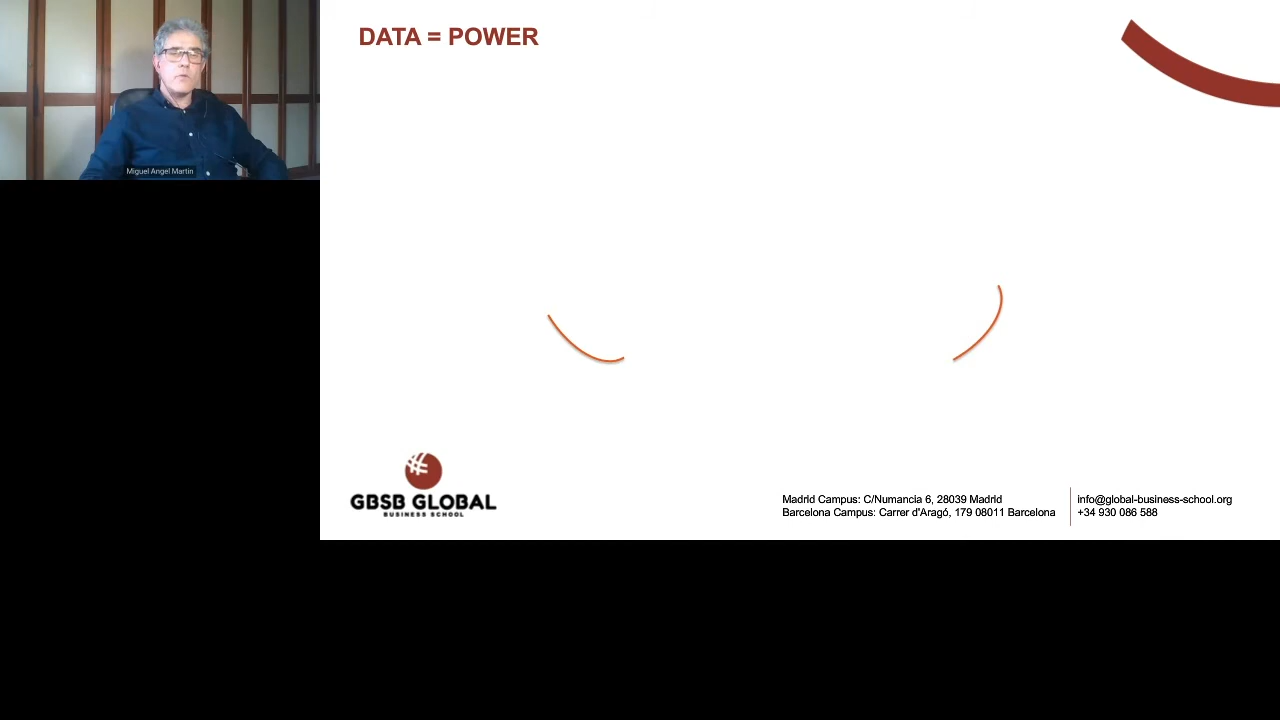 DATA = POWER
Miguel Angel Martin
GBSB GLOBAL
BUSINESS SCHOOL
Madrid Campus: C/Numancia 6, 28039 Madrid
Barcelona Campus: Carrer d'Aragó, 179 08011 Barcelona
info@global-business-school.org
+34 930 086 588